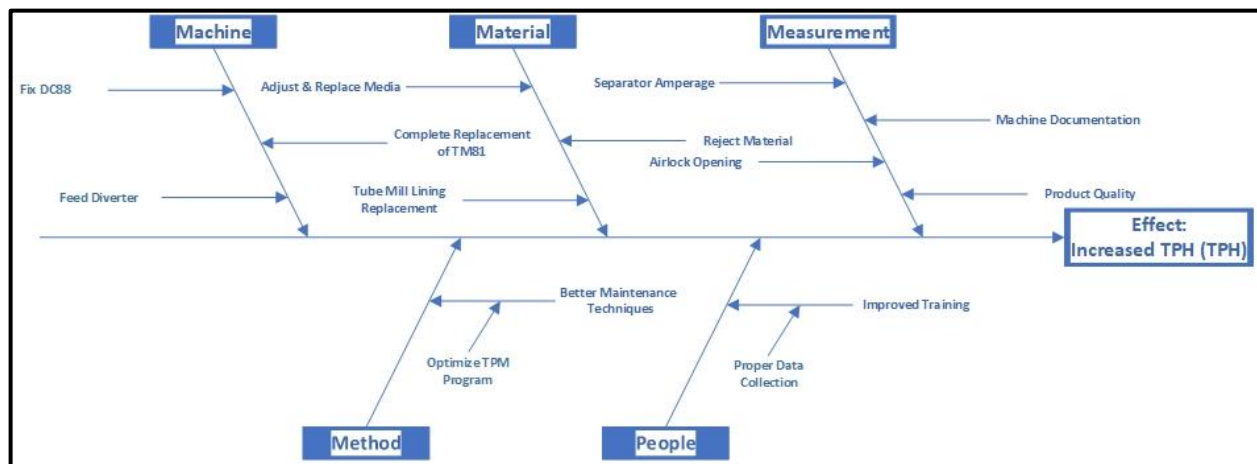 Machine
Material
Measurement
Fix DC88
Adjust & Replace Media
Separator Amperage
Machine Documentation
Complete Replacement
of TM81
Reject Material
Airlock Opening
Feed Diverter
Tube Mill Lining
Replacement
Product Quality
Effect:
Increased TPH (TPH)
Better Maintenance
Techniques
Improved Training
Optimize TPM
Program
Proper Data
Collection
Method
People